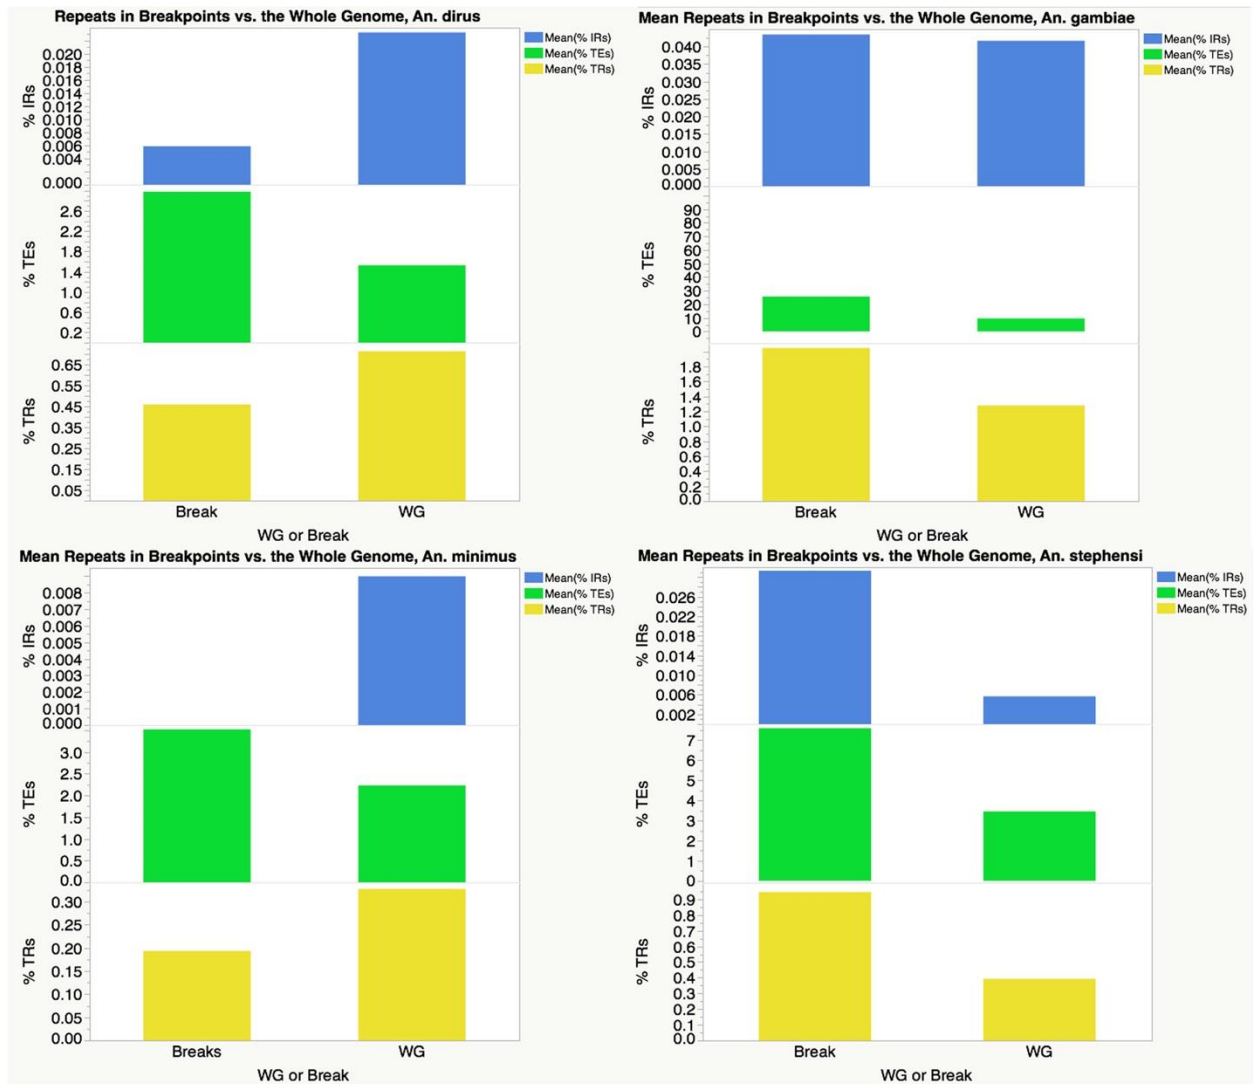 Repeats in Breakpoints vs. the Whole Genome, An. dirus
Mean(% IRs)
Mean(% TEs)
Mean(% TRs)
% IRs
0.020
0.018
0.016
0.014
0.012
0.010
0.008
0.006
0.004
0.000
% TEs
2.6
2.2
1.8
1.4
1.0
0.6
0.2
% TRs
0.65
0.55
0.45
0.35
0.25
0.15
0.05
Break
WG
WG or Break
Mean Repeats in Breakpoints vs. the Whole Genome, An. gambiae
Mean(% IRs)
Mean(% TEs)
Mean(% TRs)
% IRs
0.040
0.035
0.030
0.025
0.020
0.015
0.010
0.005
0.000
% TEs
90
80
70
60
50
40
30
20
10
0
% TRs
1.8
1.6
1.4
1.2
1.0
0.8
0.6
0.4
0.2
0.0
Break
WG
WG or Break
Mean Repeats in Breakpoints vs. the Whole Genome, An. minimus
Mean(% IRs)
Mean(% TEs)
Mean(% TRs)
% IRs
0.008
0.007
0.006
0.005
0.004
0.003
0.002
0.001
0.000
% TEs
3.0
2.5
2.0
1.5
1.0
0.5
0.0
% TRs
0.30
0.25
0.20
0.15
0.10
0.05
0.00
Breaks
WG
WG or Break
Mean Repeats in Breakpoints vs. the Whole Genome, An. stephensi
Mean(% IRs)
Mean(% TEs)
Mean(% TRs)
% IRs
0.026
0.022
0.018
0.014
0.010
0.006
0.002
% TEs
7
6
5
4
3
2
1
0
% TRs
0.9
0.8
0.7
0.6
0.5
0.4
0.3
0.2
0.1
0.0
Break
WG
WG or Break